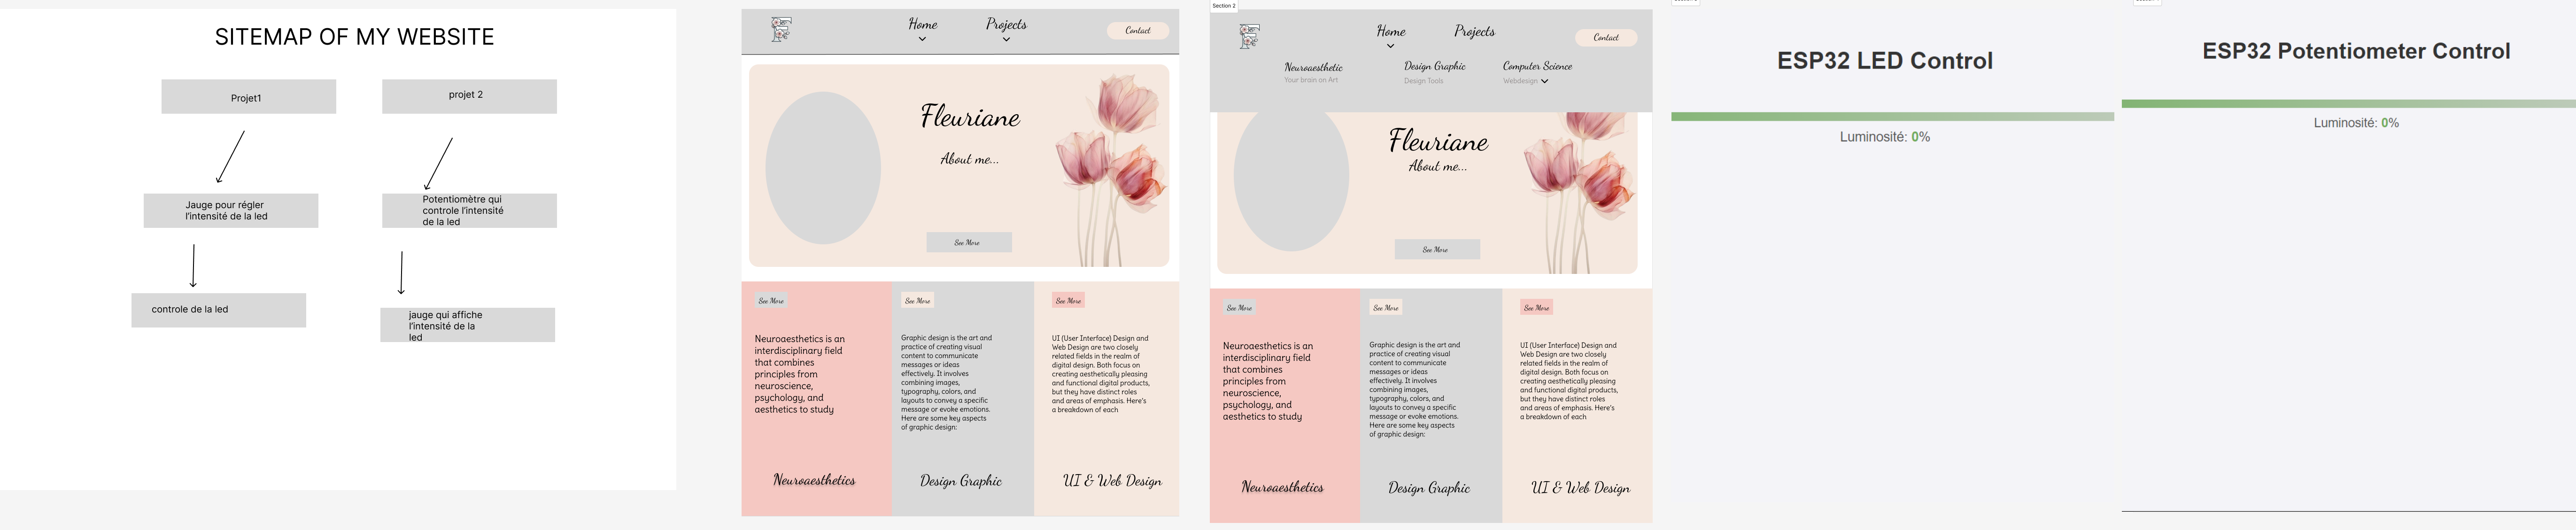 SITEMAP OF MY WEBSITE
Projet1
projet 2
Jauge pour régler
l'intensité de la led
Potentiomètre qui
controle l'intensité
de la led
controle de la led
jauge qui affiche
l'intensité de la
led
Home
Projects
Contact
Fleuriane
About me...
See More
See More
Neuroaesthetics is an
interdisciplinary field
that combines
principles from
neuroscience,
psychology, and
aesthetics to study
Neuroaesthetics
See More
Graphic design is the art and
practice of creating visual
content to communicate
messages or ideas
effectively. It involves
combining images,
typography, colors, and
layouts to convey a specific
message or evoke emotions.
Here are some key aspects
of graphic design:
Design Graphic
See More
UI (User Interface) Design and
Web Design are two closely
related fields in the realm of
digital design. Both focus on
creating aesthetically pleasing
and functional digital products,
but they have distinct roles
and areas of emphasis. Here's
a breakdown of each
UI & Web Design
Section 2
Home
Projects
Contact
Neuroaesthetic
Your brain on Art
Design Graphic
Design Tools
Computer Science
Webdesign
Fleuriane
About me...
See More
See More
Neuroaesthetics is an
interdisciplinary field
that combines
principles from
neuroscience,
psychology, and
aesthetics to study
Neuroaesthetics
See More
Graphic design is the art and
practice of creating visual
content to communicate
messages or ideas
effectively. It involves
combining images,
typography, colors, and
layouts to convey a specific
message or evoke emotions.
Here are some key aspects
of graphic design:
Design Graphic
See More
UI (User Interface) Design and
Web Design are two closely
related fields in the realm of
digital design. Both focus on
creating aesthetically pleasing
and functional digital products,
but they have distinct roles
and areas of emphasis. Here's
a breakdown of each
UI & Web Design
ESP32 LED Control
Luminosité: 0%
ESP32 Potentiometer Control
Luminosité: 0%